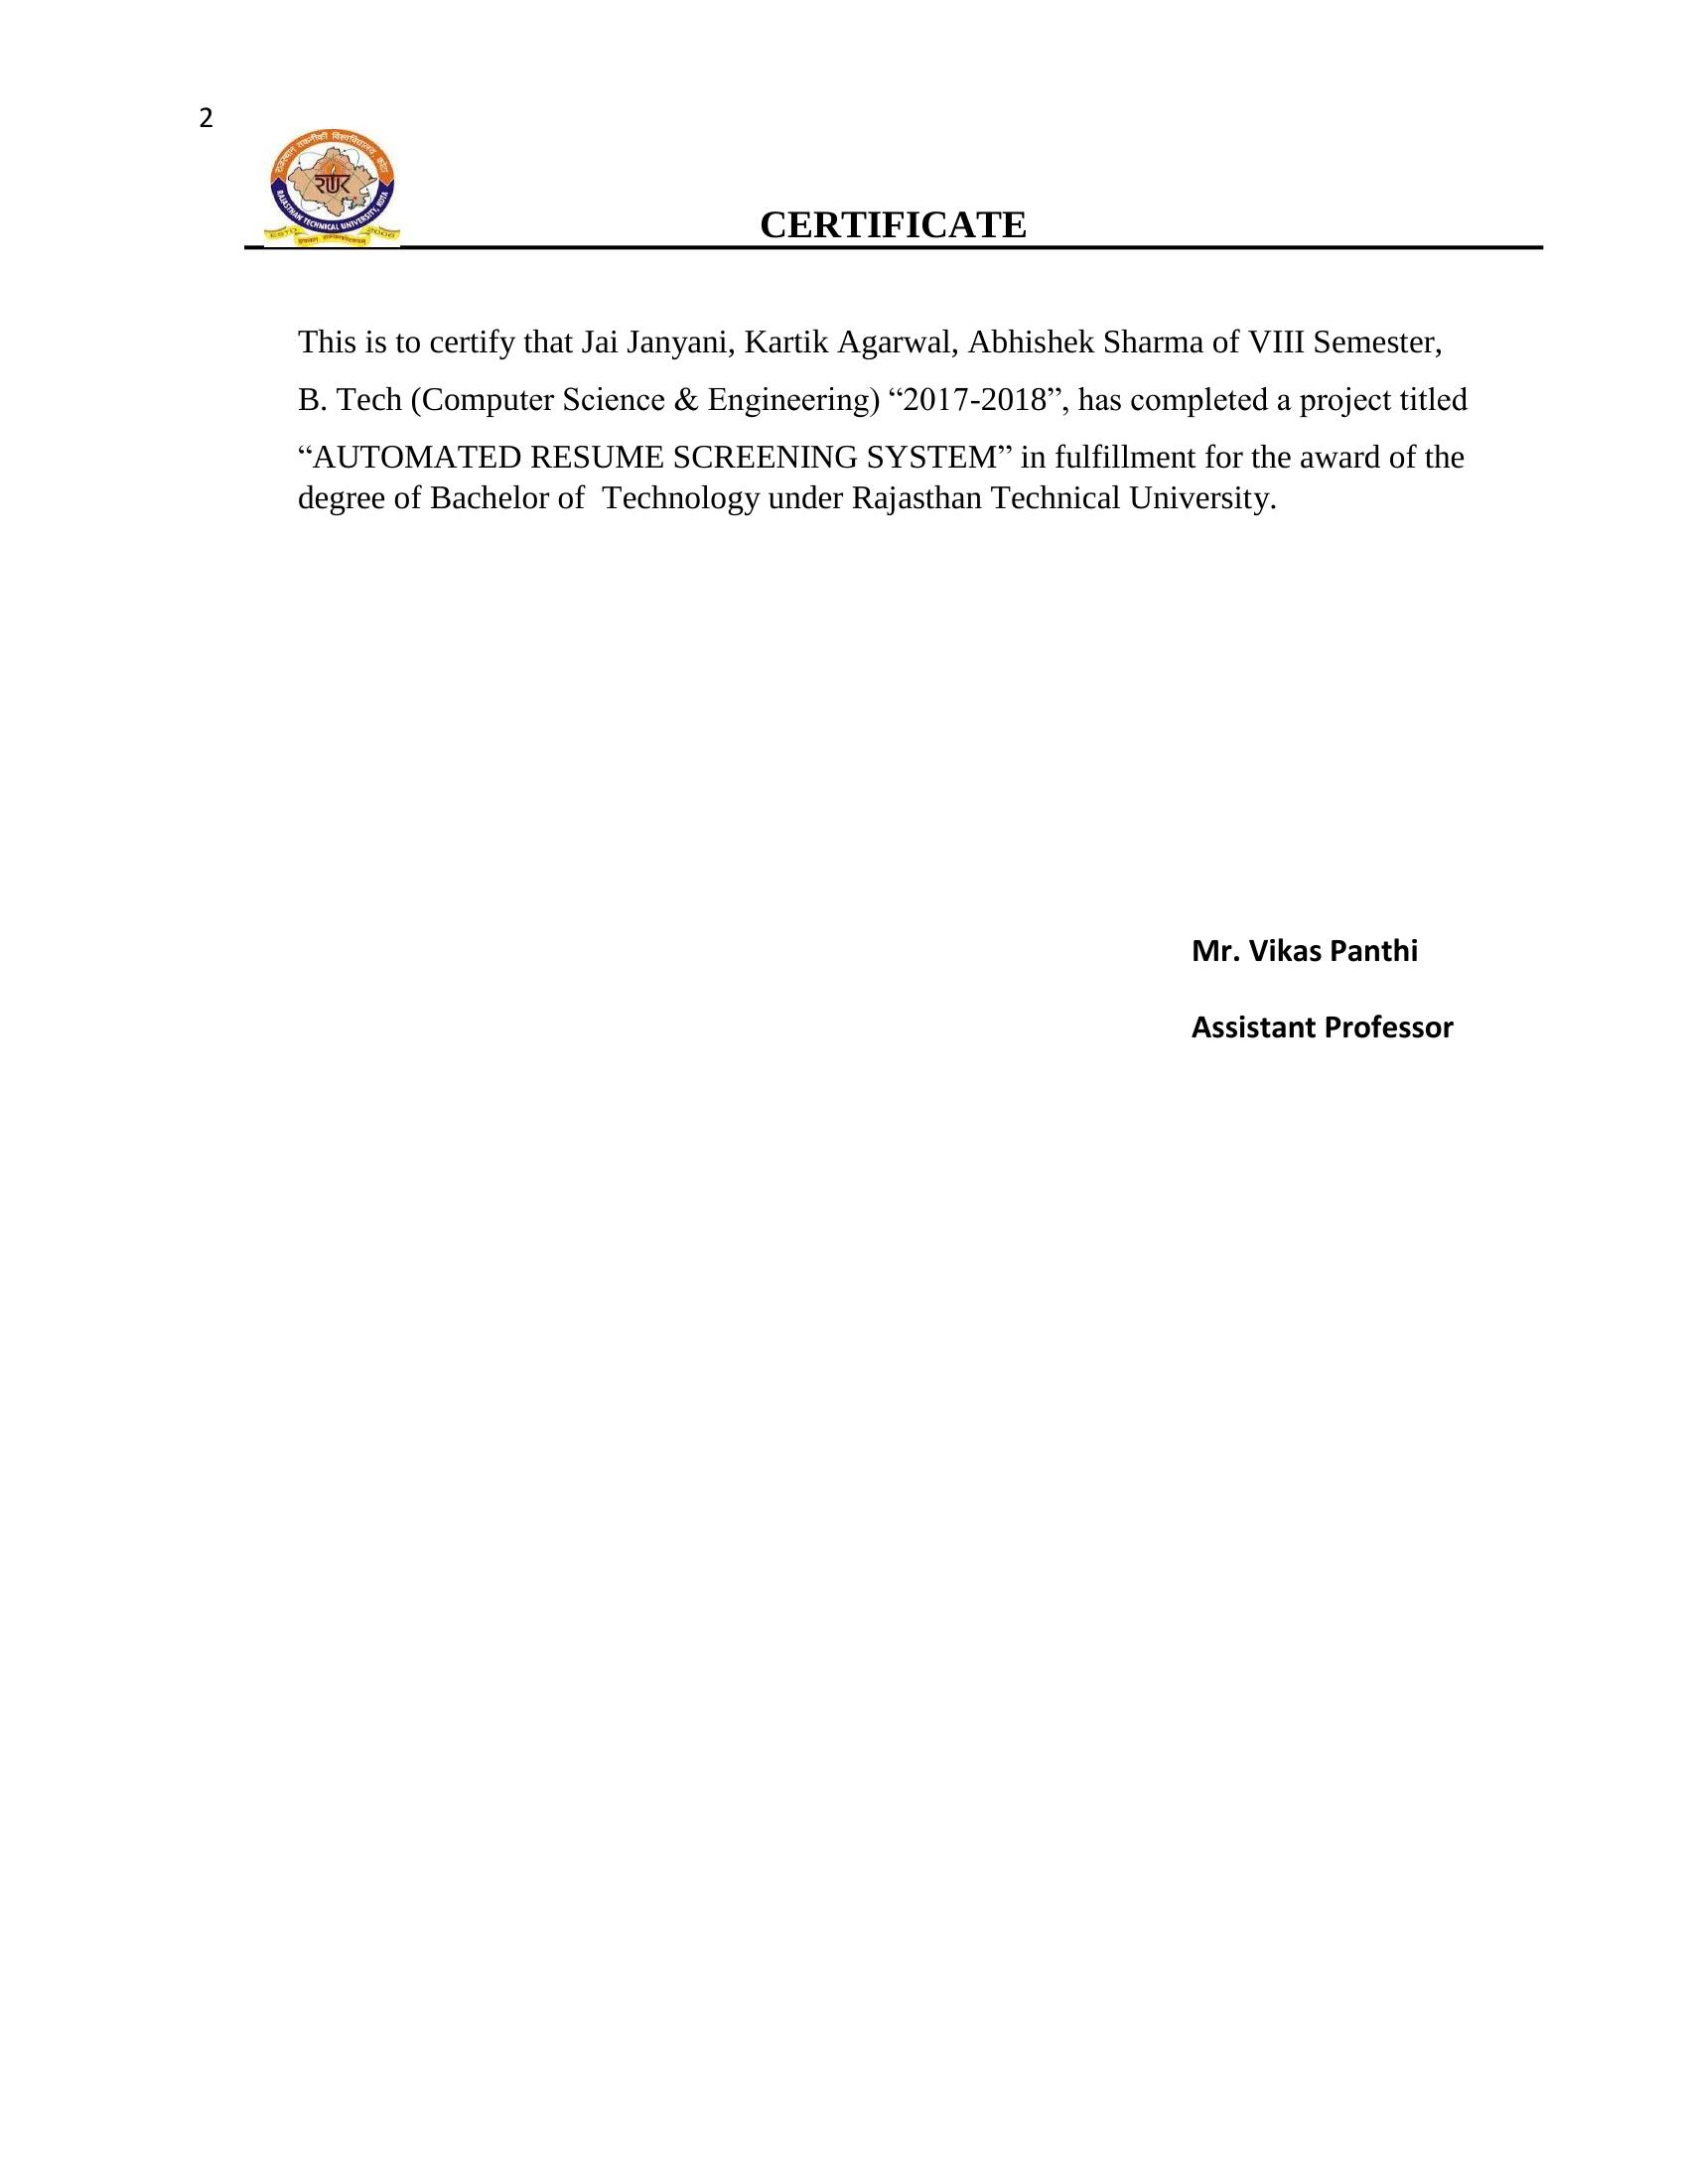 2
राजस्थान तकनीकी विश्वविद्यालय, कोटा
RAJASTHAN TECHNICAL UNIVERSITY, KOTA
ESTD 2006
CERTIFICATE
This is to certify that Jai Janyani, Kartik Agarwal, Abhishek Sharma of VIII Semester,
B. Tech (Computer Science & Engineering) “2017-2018”, has completed a project titled
“AUTOMATED RESUME SCREENING SYSTEM” in fulfillment for the award of the
degree of Bachelor of  Technology under Rajasthan Technical University.
Mr. Vikas Panthi
Assistant Professor